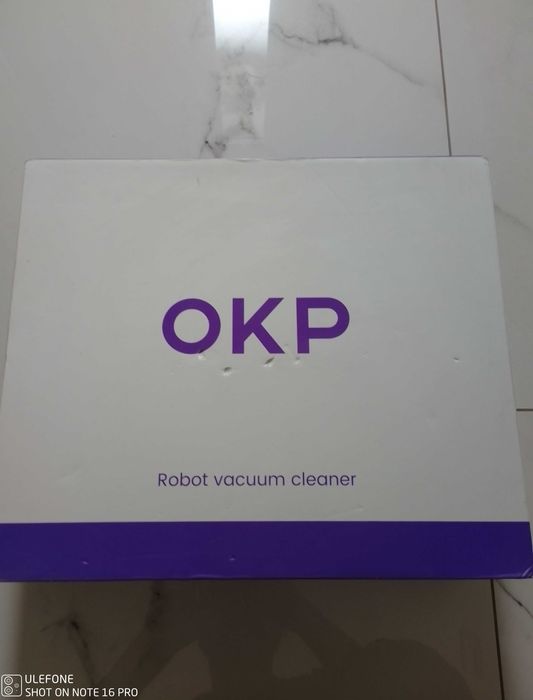 OKP
Robot vacuum cleaner
ULEFONE
SHOT ON NOTE 16 PRO